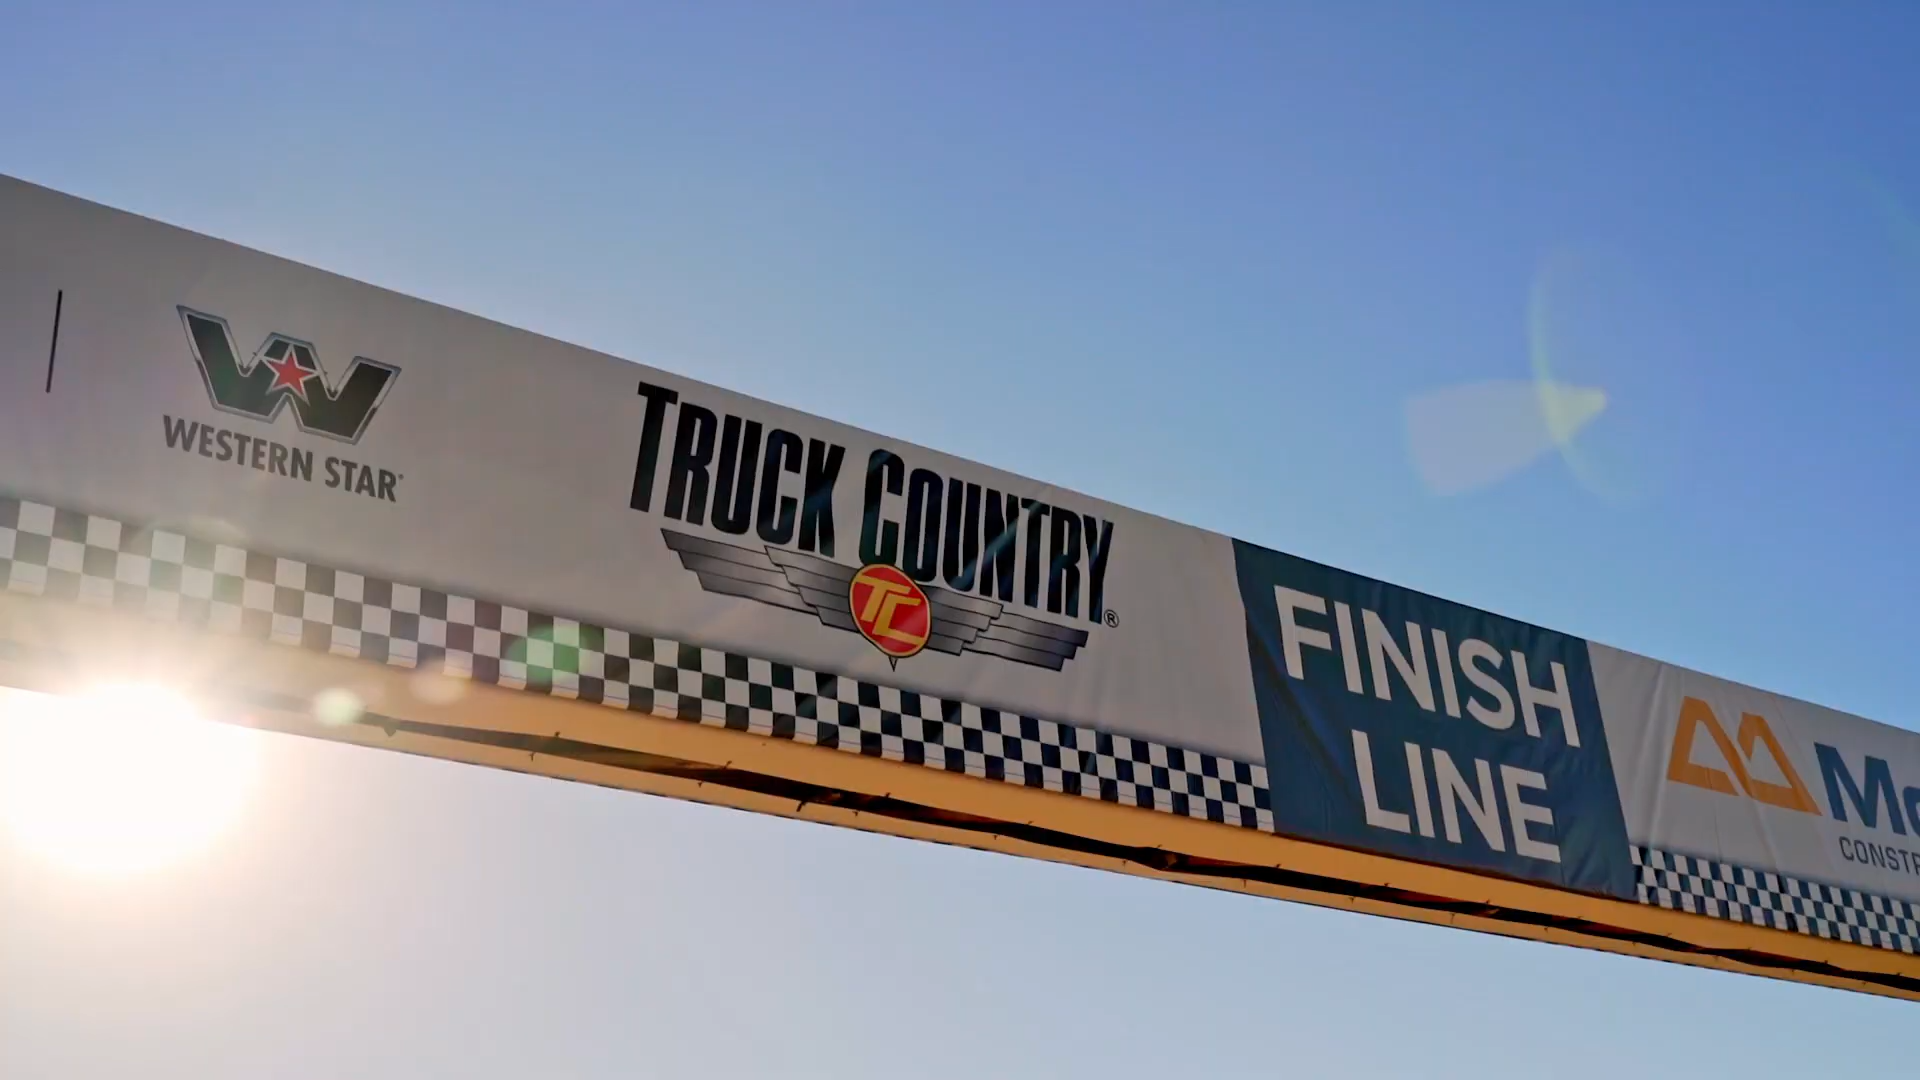 WESTERN STAR
TRUCK COUNTRY®
TC
FINISH
LINE